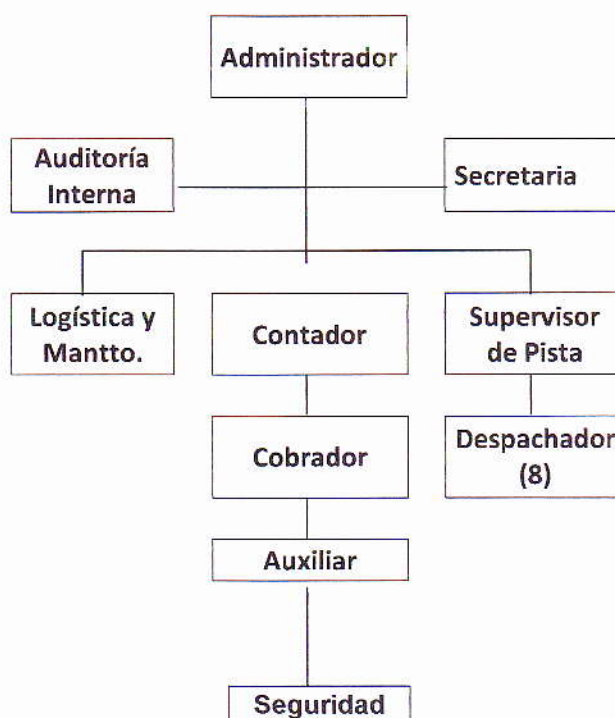 Administrador
Auditoría
Interna
Secretaria
Logística y
Mantto.
Contador
Supervisor
de Pista
Cobrador
Despachador
(8)
Auxiliar
Seguridad